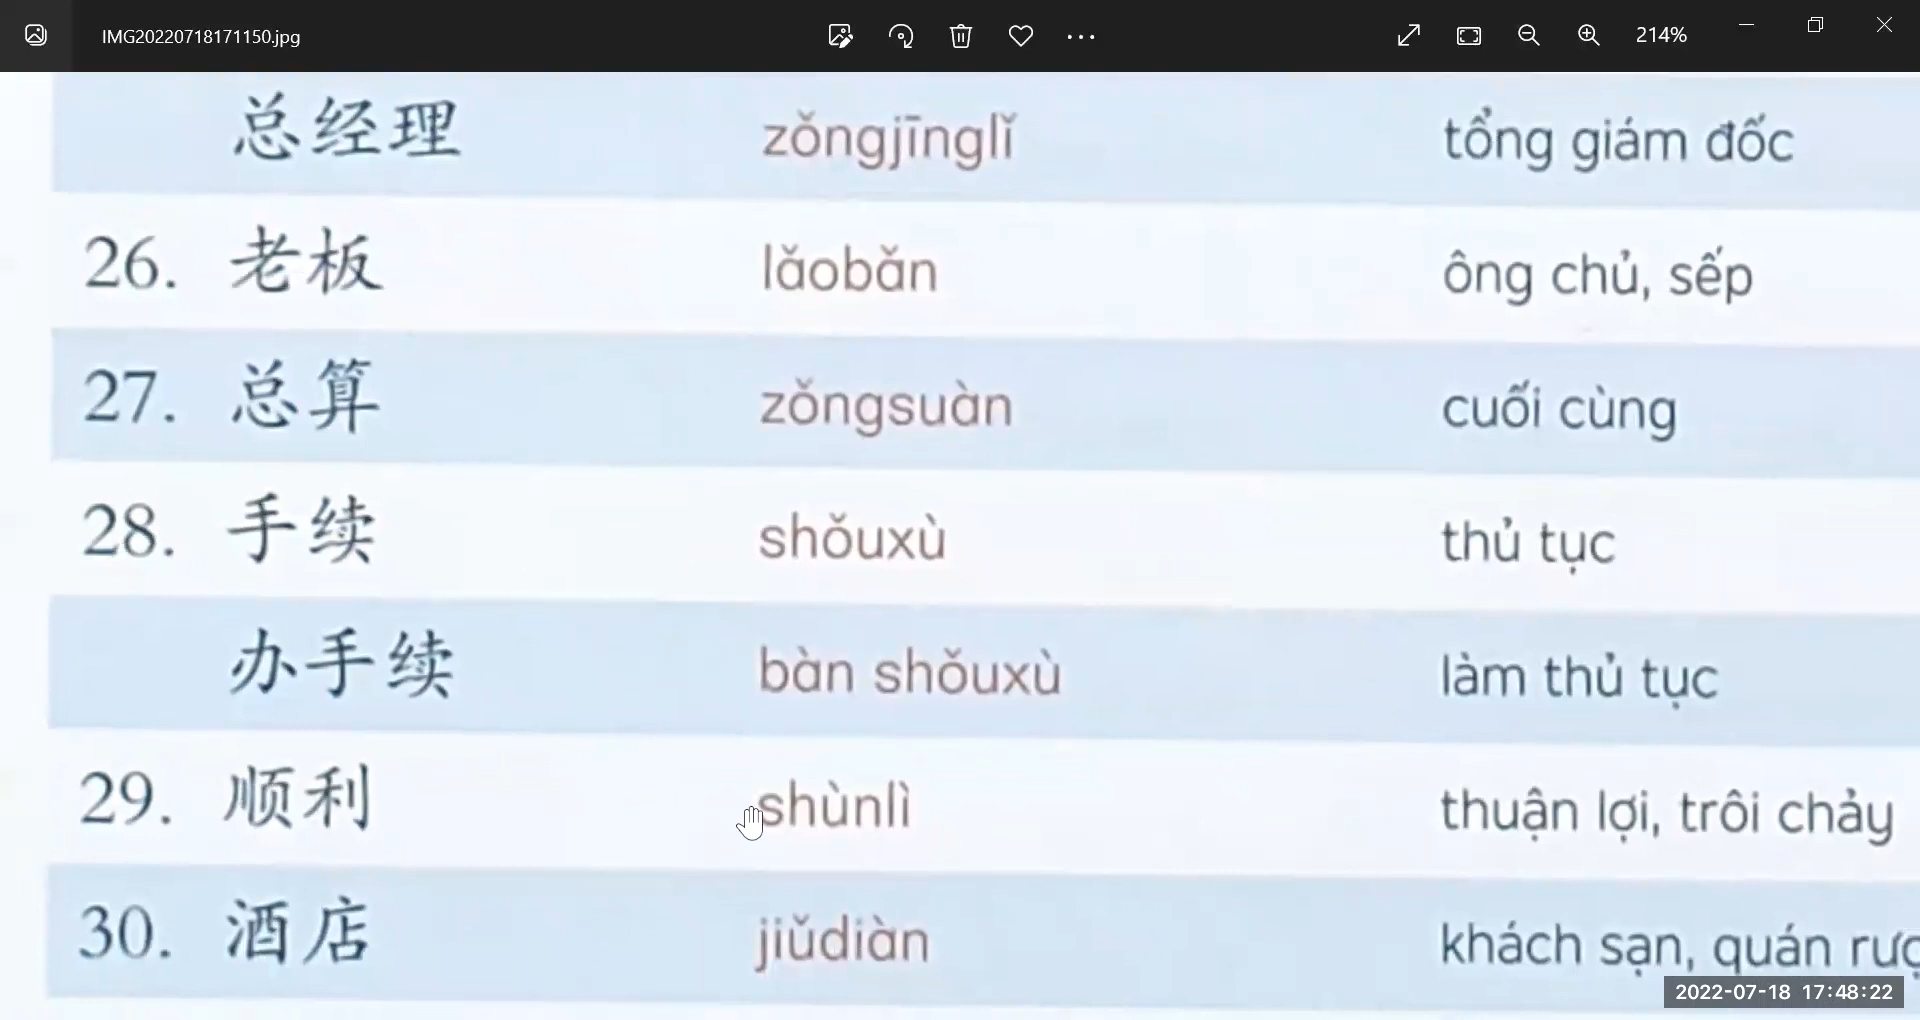 IMG20220718171150.jpg
214%
总经理 zǒngjīnglǐ tổng giám đốc
26. 老板 lǎobǎn ông chủ, sếp
27. 总算 zǒngsuàn cuối cùng
28. 手续 shǒuxù thủ tục
办手续 bàn shǒuxù làm thủ tục
29. 顺利 shùnlì thuận lợi, trôi chảy
30. 酒店 jiǔdiàn khách sạn, quán
2022-07-18 17:48:22